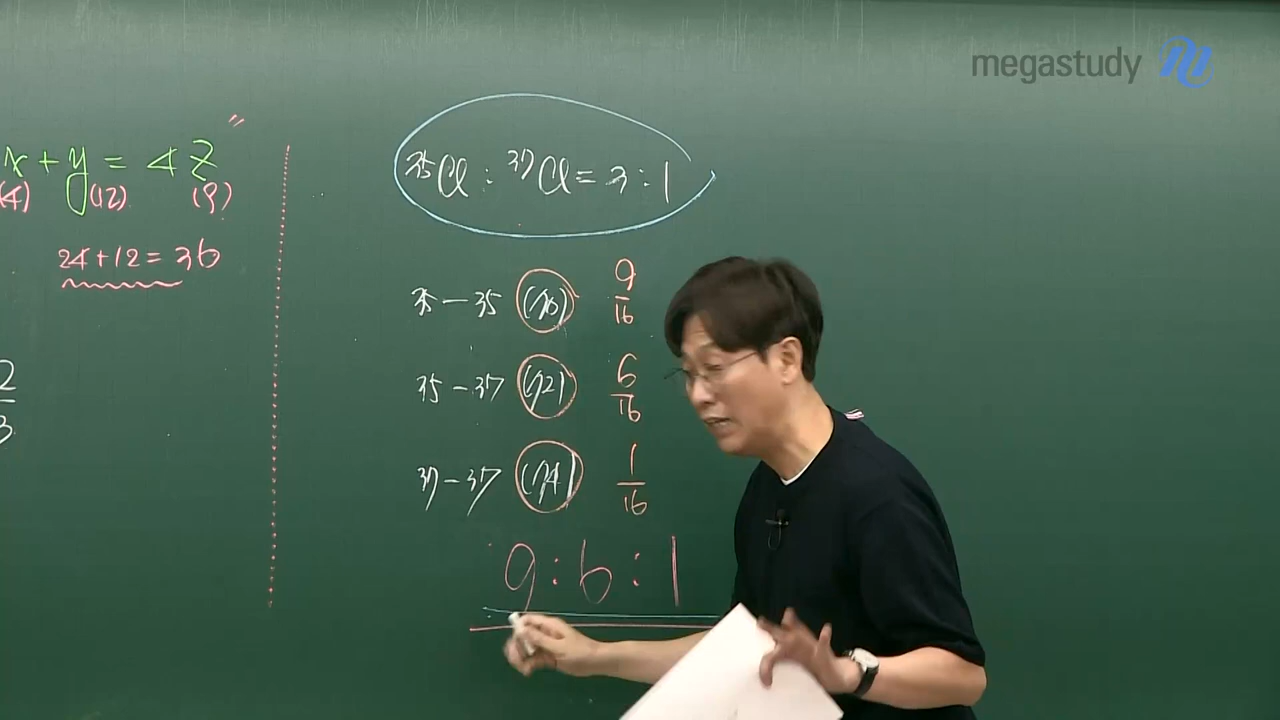 megastudy
x + y = 4Z "
(4) (12) (9)
24+12 = 36
2
3
³⁵Cl : ³⁷Cl = 3 : 1
35 - 35 (70) 9/16
35 - 37 (72) 6/16
37 - 37 (74) 1/16
9 : 6 : 1